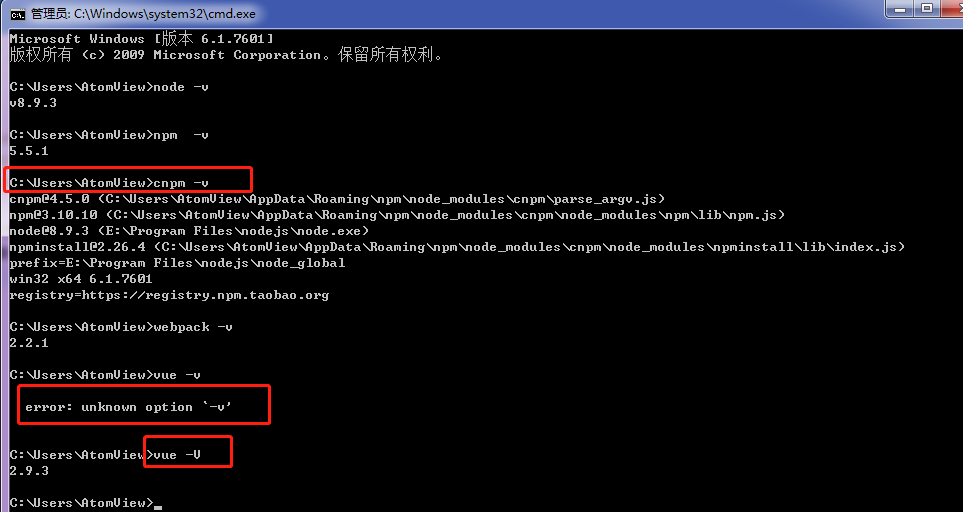 管理员: C:\Windows\system32\cmd.exe
Microsoft Windows [版本 6.1.7601]
版权所有 (c) 2009 Microsoft Corporation。保留所有权利。
C:\Users\AtomView>node -v
v8.9.3
C:\Users\AtomView>npm  -v
5.5.1
C:\Users\AtomView>cnpm -v
cnpm@4.5.0 (C:\Users\AtomView\AppData\Roaming\npm\node_modules\cnpm\parse_argv.js)
npm@3.10.10 (C:\Users\AtomView\AppData\Roaming\npm\node_modules\cnpm\node_modules\npm\lib\npm.js)
node@8.9.3 (E:\Program Files\nodejs\node.exe)
npminstall@2.26.4 (C:\Users\AtomView\AppData\Roaming\npm\node_modules\cnpm\node_modules\npminstall\lib\index.js)
prefix=E:\Program Files\nodejs\node_global
win32 x64 6.1.7601
registry=https://registry.npm.taobao.org
C:\Users\AtomView>webpack -v
2.2.1
C:\Users\AtomView>vue -v
error: unknown option `-v'
C:\Users\AtomView>vue -V
2.9.3
C:\Users\AtomView>